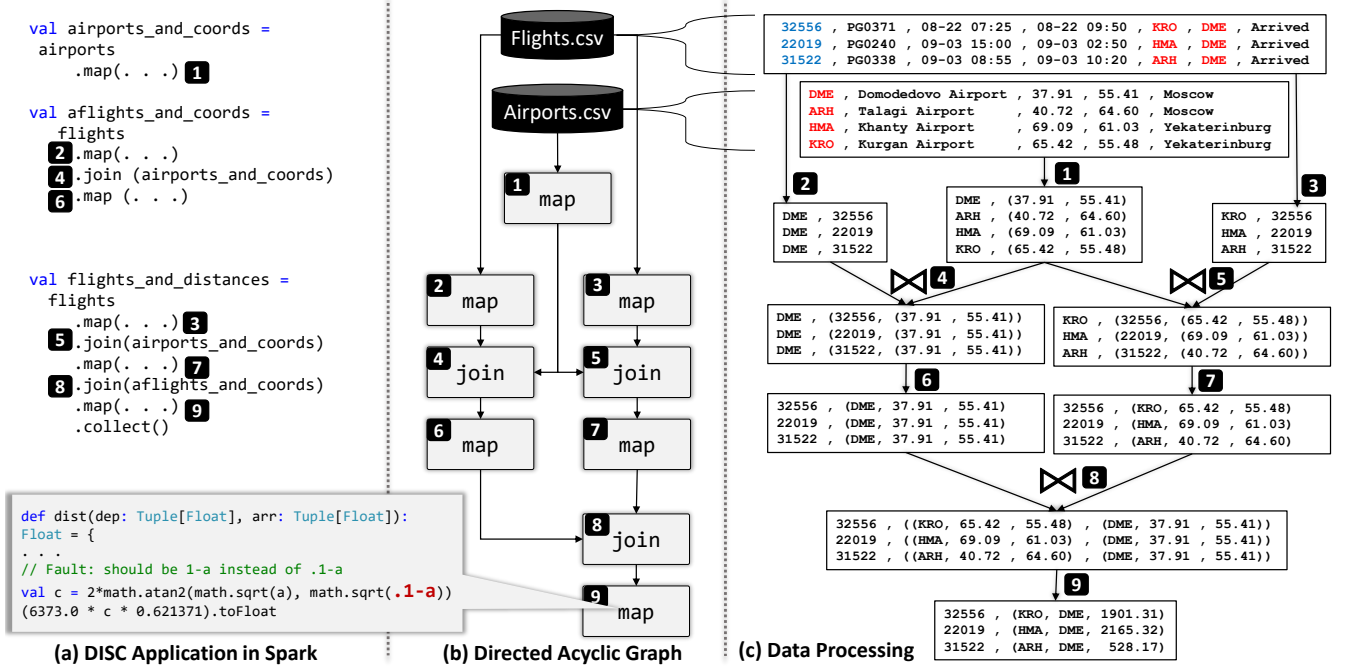 val airports_and_coords =
airports
.map(. . .) 1
val aflights_and_coords =
flights
2 .map(. . .)
4 .join (airports_and_coords)
6 .map (. . .)
val flights_and_distances =
flights
.map(. . .) 3
5 .join(airports_and_coords)
.map(. . .) 7
8 .join(aflights_and_coords)
.map(. . .) 9
.collect()
def dist(dep: Tuple[Float], arr: Tuple[Float]):
Float = {
. . .
// Fault: should be 1-a instead of .1-a
val c = 2*math.atan2(math.sqrt(a), math.sqrt(.1-a))
(6373.0 * c * 0.621371).toFloat
(a) DISC Application in Spark
Flights.csv
Airports.csv
1 map
2 map
3 map
4 join
5 join
6 map
7 map
8 join
9 map
(b) Directed Acyclic Graph
32556 , PG0371 , 08-22 07:25 , 08-22 09:50 , KRO , DME , Arrived
22019 , PG0240 , 09-03 15:00 , 09-03 02:50 , HMA , DME , Arrived
31522 , PG0338 , 09-03 08:55 , 09-03 10:20 , ARH , DME , Arrived
DME , Domodedovo Airport , 37.91 , 55.41 , Moscow
ARH , Talagi Airport , 40.72 , 64.60 , Moscow
HMA , Khanty Airport , 69.09 , 61.03 , Yekaterinburg
KRO , Kurgan Airport , 65.42 , 55.48 , Yekaterinburg
2
1
3
DME , 32556
DME , 22019
DME , 31522
DME , (37.91 , 55.41)
ARH , (40.72 , 64.60)
HMA , (69.09 , 61.03)
KRO , (65.42 , 55.48)
KRO , 32556
HMA , 22019
ARH , 31522
4
5
DME , (32556, (37.91 , 55.41))
DME , (22019, (37.91 , 55.41))
DME , (31522, (37.91 , 55.41))
KRO , (32556, (65.42 , 55.48))
HMA , (22019, (69.09 , 61.03))
ARH , (31522, (40.72 , 64.60))
6
7
32556 , (DME, 37.91 , 55.41)
22019 , (DME, 37.91 , 55.41)
31522 , (DME, 37.91 , 55.41)
32556 , (KRO, 65.42 , 55.48)
22019 , (HMA, 69.09 , 61.03)
31522 , (ARH, 40.72 , 64.60)
8
32556 , ((KRO, 65.42 , 55.48) , (DME, 37.91 , 55.41))
22019 , ((HMA, 69.09 , 61.03) , (DME, 37.91 , 55.41))
31522 , ((ARH, 40.72 , 64.60) , (DME, 37.91 , 55.41))
9
32556 , (KRO, DME, 1901.31)
22019 , (HMA, DME, 2165.32)
31522 , (ARH, DME, 528.17)
(c) Data Processing